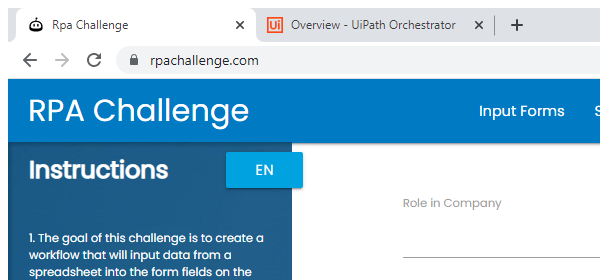 Rpa Challenge
Ui Overview - UiPath Orchestrator
rpachallenge.com
RPA Challenge
Input Forms
Instructions
EN
Role in Company
1. The goal of this challenge is to create a
workflow that will input data from a
spreadsheet into the form fields on the